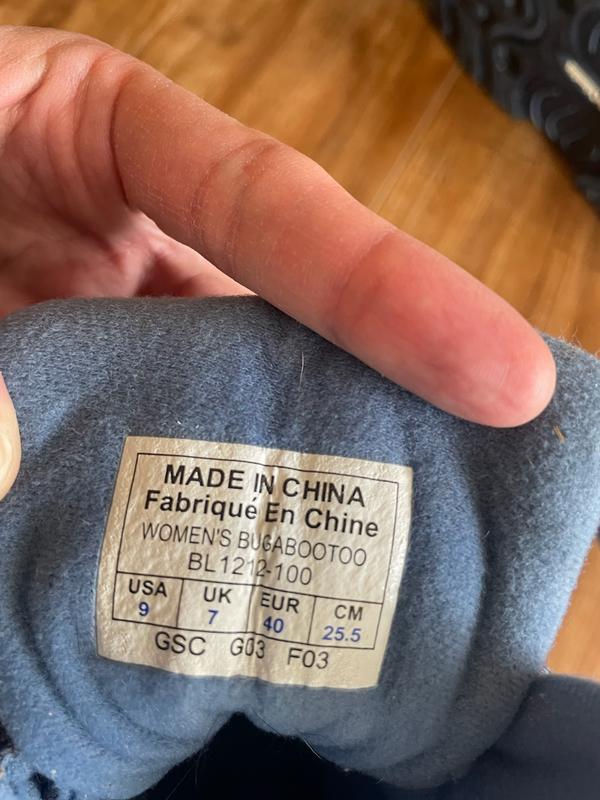 MADE IN CHINA
Fabriqué En Chine
WOMEN'S BUGABOOTOO
BL1212-100
USA UK EUR CM
9 7 40 25.5
GSC G03 F03